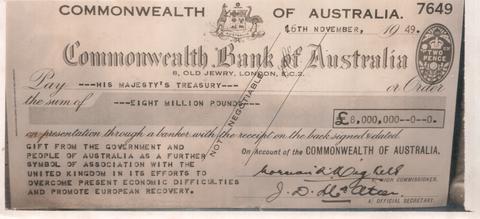 COMMONWEALTH OF AUSTRALIA. 7649
15TH NOVEMBER, 1949.
Commonwealth Bank of Australia
8, OLD JEWRY, LONDON, E.C.2.
TWO PENCE
Pay ---HIS MAJESTY'S TREASURY--- or Order
the sum of ---EIGHT MILLION POUNDS--- £8,000,000--0--0.
NOT NEGOTIABLE
on presentation through a banker with the receipt on the back signed & dated.
GIFT FROM THE GOVERNMENT AND
PEOPLE OF AUSTRALIA AS A FURTHER
SYMBOL OF ASSOCIATION WITH THE
UNITED KINGDOM IN ITS EFFORTS TO
OVERCOME PRESENT ECONOMIC DIFFICULTIES
AND PROMOTE EUROPEAN RECOVERY.
On Account of the COMMONWEALTH OF AUSTRALIA.
HIGH COMMISSIONER.
J. D.
A OFFICIAL SECRETARY.